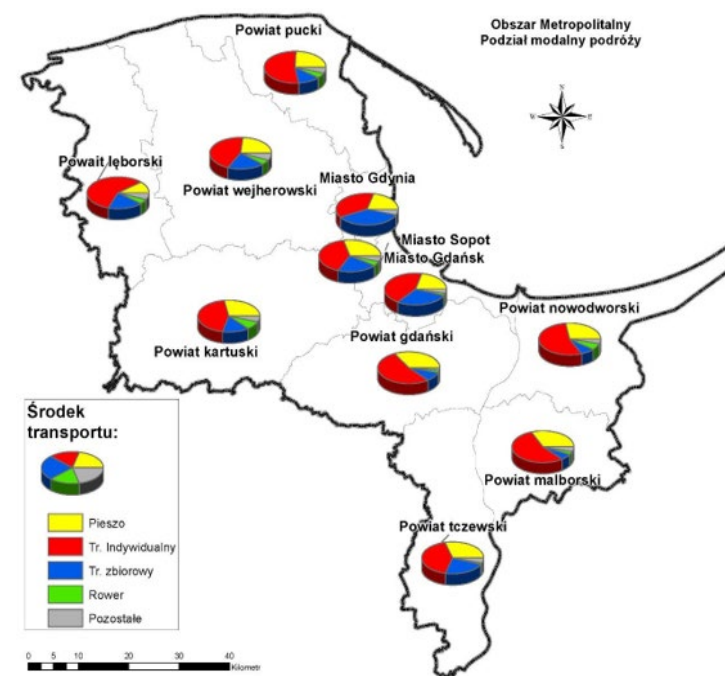 Obszar Metropolitalny
Podział modalny podróży
Powiat pucki
N
W
E
S
Powait lęborski
Powiat wejherowski
Miasto Gdynia
Miasto Sopot
Miasto Gdańsk
Powiat nowodworski
Powiat kartuski
Powiat gdański
Powiat malborski
Powiat tczewski
Środek
transportu:
Pieszo
Tr. Indywidualny
Tr. zbiorowy
Rower
Pozostałe
0 5 10 20 30 40
Kilometr